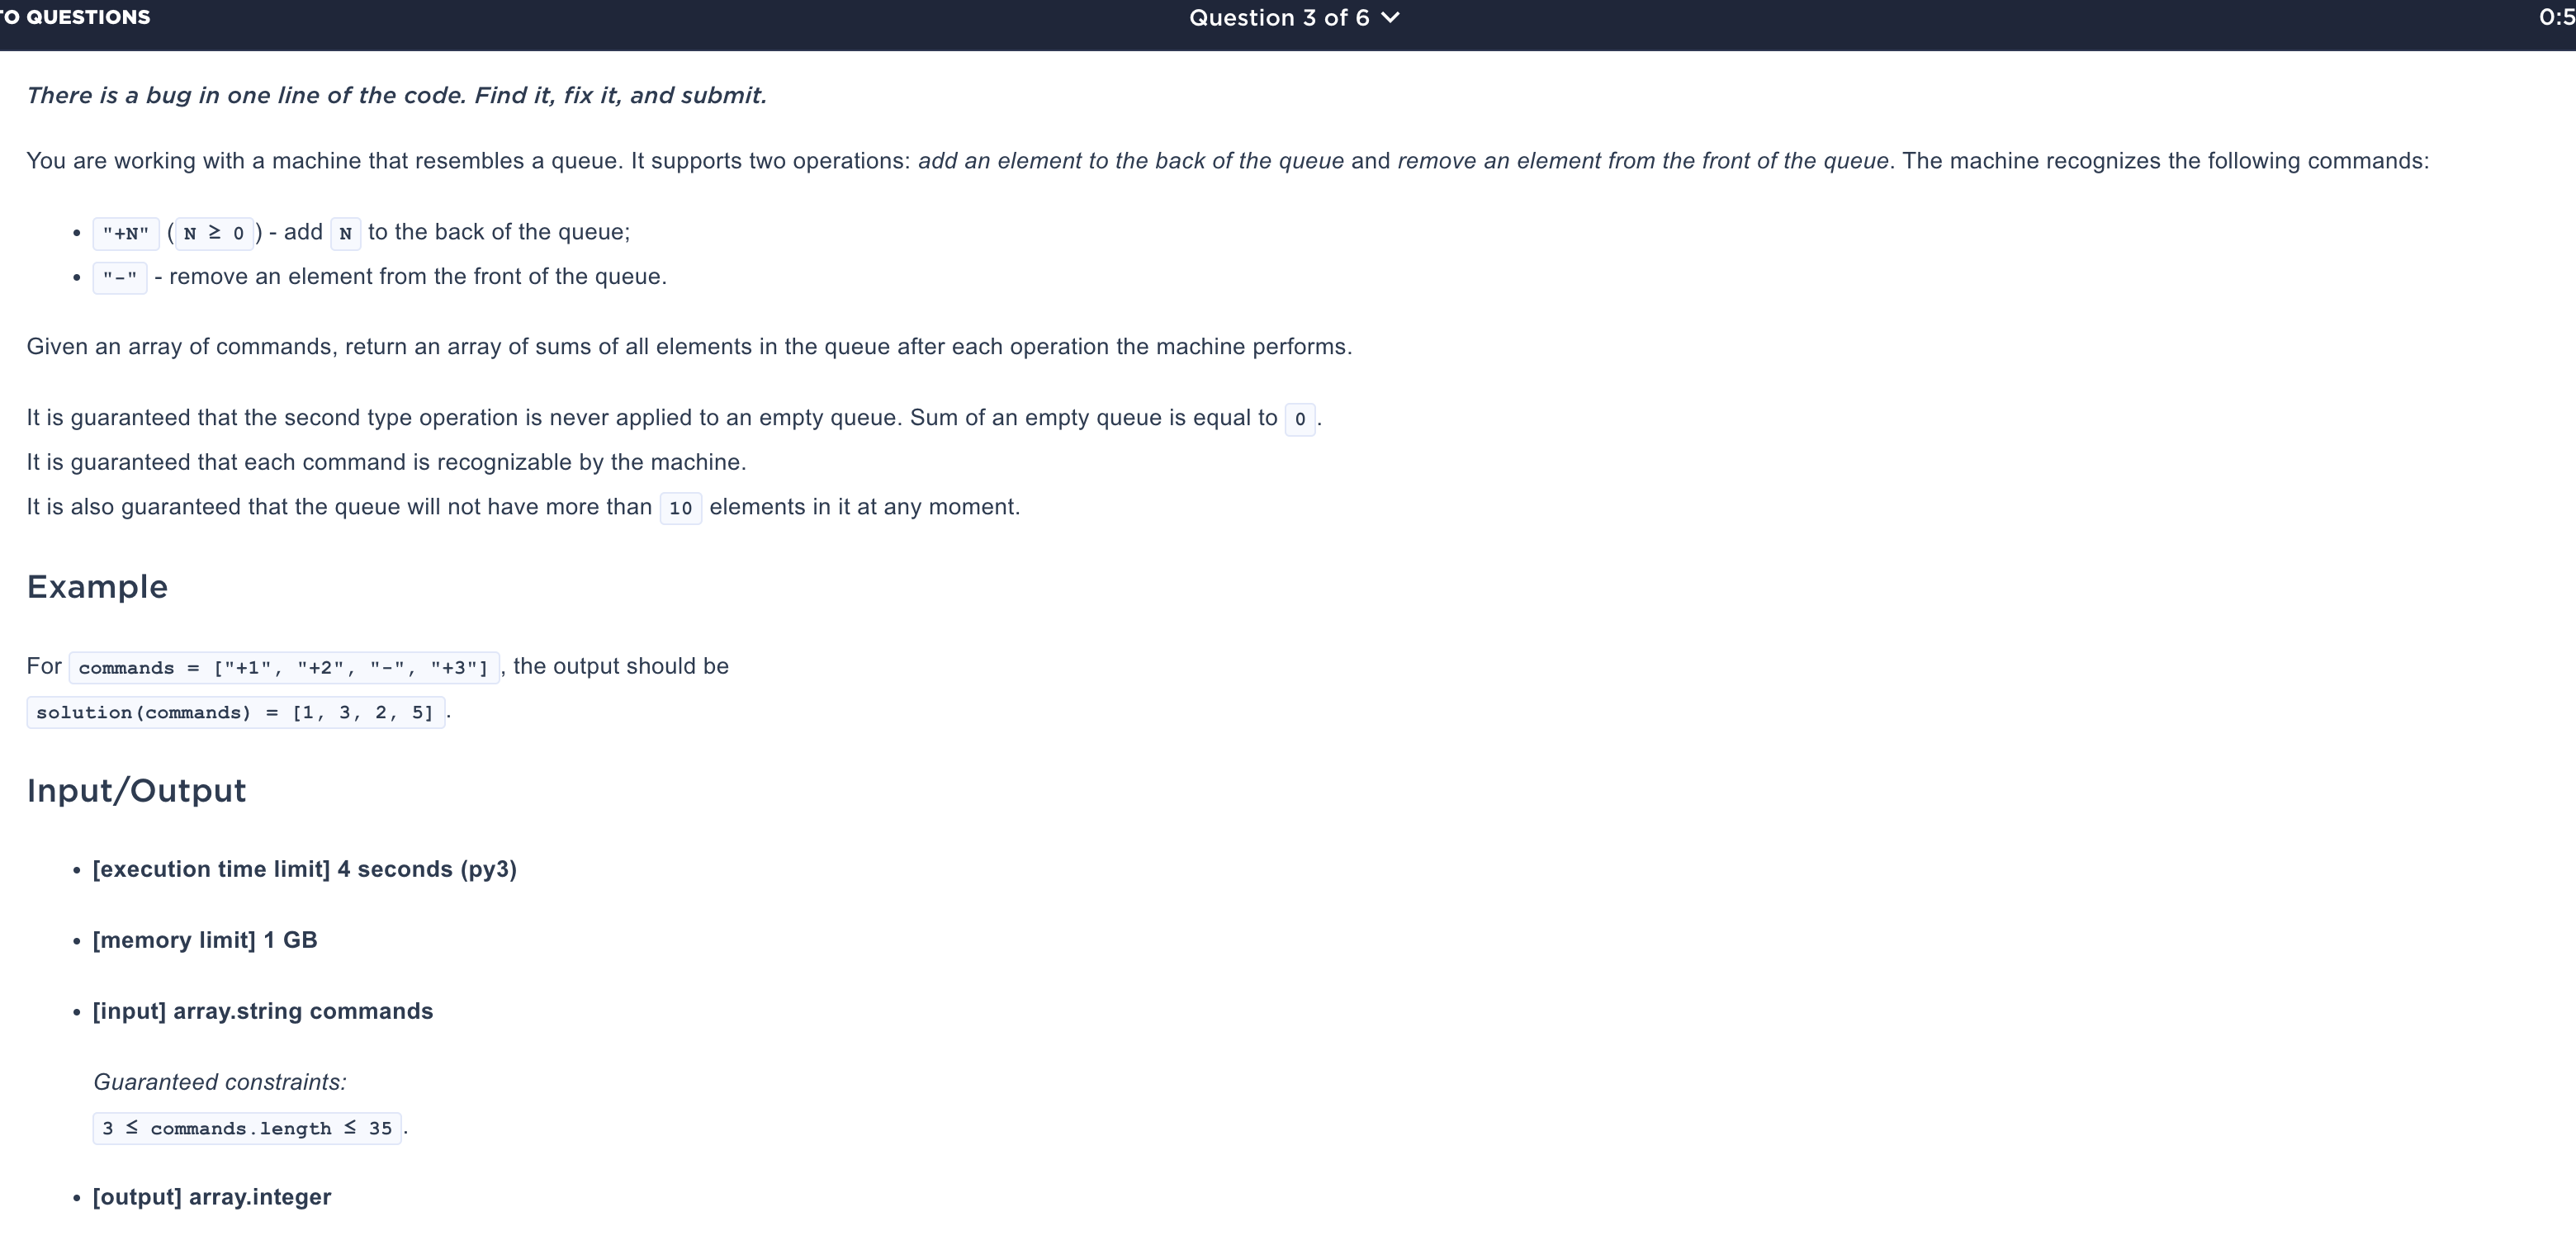 TO QUESTIONS
Question 3 of 6
0:5
There is a bug in one line of the code. Find it, fix it, and submit.
You are working with a machine that resembles a queue. It supports two operations: add an element to the back of the queue and remove an element from the front of the queue. The machine recognizes the following commands:
• "+N" (N ≥ 0) - add N to the back of the queue;
• "-" - remove an element from the front of the queue.
Given an array of commands, return an array of sums of all elements in the queue after each operation the machine performs.
It is guaranteed that the second type operation is never applied to an empty queue. Sum of an empty queue is equal to 0.
It is guaranteed that each command is recognizable by the machine.
It is also guaranteed that the queue will not have more than 10 elements in it at any moment.
Example
For commands = ["+1", "+2", "-", "+3"], the output should be
solution(commands) = [1, 3, 2, 5].
Input/Output
• [execution time limit] 4 seconds (py3)
• [memory limit] 1 GB
• [input] array.string commands
Guaranteed constraints:
3 ≤ commands.length ≤ 35.
• [output] array.integer